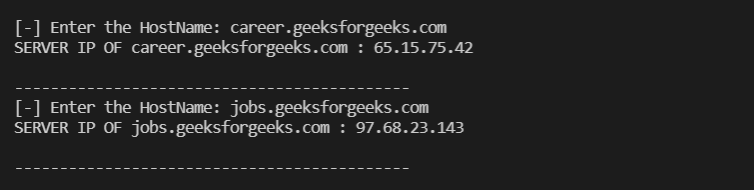 [-] Enter the HostName: career.geeksforgeeks.com
SERVER IP OF career.geeksforgeeks.com : 65.15.75.42
--------------------------------------------
[-] Enter the HostName: jobs.geeksforgeeks.com
SERVER IP OF jobs.geeksforgeeks.com : 97.68.23.143
--------------------------------------------